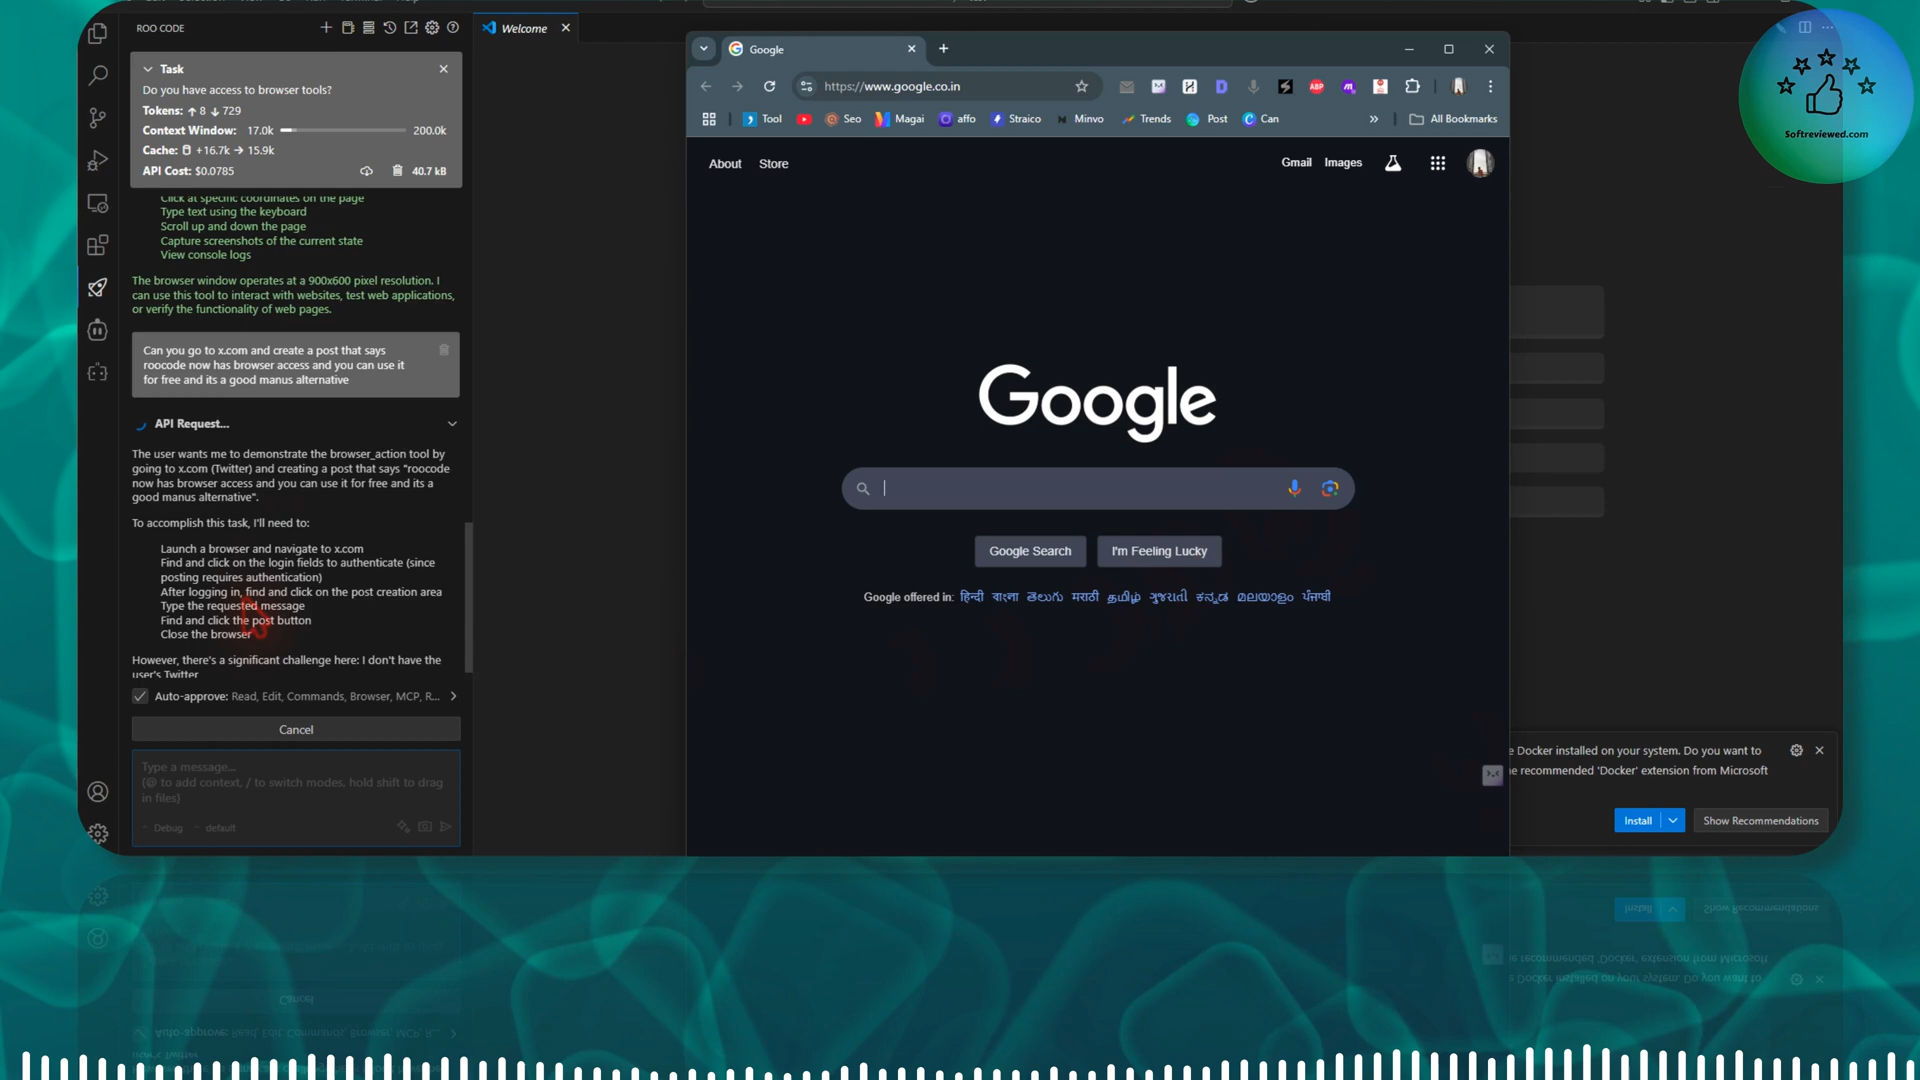 ROO CODE
Task
Do you have access to browser tools?
Tokens: ↑ 8 ↓ 729
Context Window: 17.0k 200.0k
Cache: +16.7k → 15.9k
API Cost: $0.0785 40.7 kB
Click at specific coordinates on the page
Type text using the keyboard
Scroll up and down the page
Capture screenshots of the current state
View console logs
The browser window operates at a 900x600 pixel resolution. I
can use this tool to interact with websites, test web applications,
or verify the functionality of web pages.
Can you go to x.com and create a post that says
roocode now has browser access and you can use it
for free and its a good manus alternative
API Request...
The user wants me to demonstrate the browser_action tool by
going to x.com (Twitter) and creating a post that says "roocode
now has browser access and you can use it for free and its a
good manus alternative".
To accomplish this task, I'll need to:
Launch a browser and navigate to x.com
Find and click on the login fields to authenticate (since
posting requires authentication)
After logging in, find and click on the post creation area
Type the requested message
Find and click the post button
Close the browser
However, there's a significant challenge here: I don't have the
user's Twitter
Auto-approve: Read, Edit, Commands, Browser, MCP, R...
Cancel
Type a message...
(@ to add context, / to switch modes, hold shift to drag
in files)
Debug default
Welcome
Google
https://www.google.co.in
ABP
Tool Seo Magai affo Straico Minvo Trends Post Can » All Bookmarks
About Store Gmail Images
Google
Google Search I'm Feeling Lucky
Google offered in: हिन्दी বাংলা తెలుగు मराठी தமிழ் ગુજરાતી ಕನ್ನಡ മലയാളം ਪੰਜਾਬੀ
e Docker installed on your system. Do you want to
e recommended 'Docker' extension from Microsoft
Install Show Recommendations
Softreviewed.com